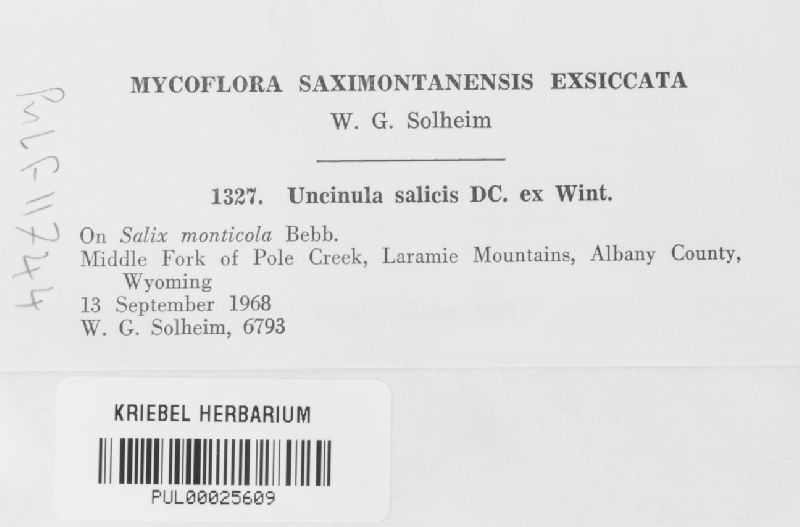 MYCOFLORA SAXIMONTANENSIS EXSICCATA
W. G. Solheim
1327. Uncinula salicis DC. ex Wint.
On Salix monticola Bebb.
Middle Fork of Pole Creek, Laramie Mountains, Albany County,
Wyoming
13 September 1968
W. G. Solheim, 6793
PUL F-11744
KRIEBEL HERBARIUM
PUL00025609